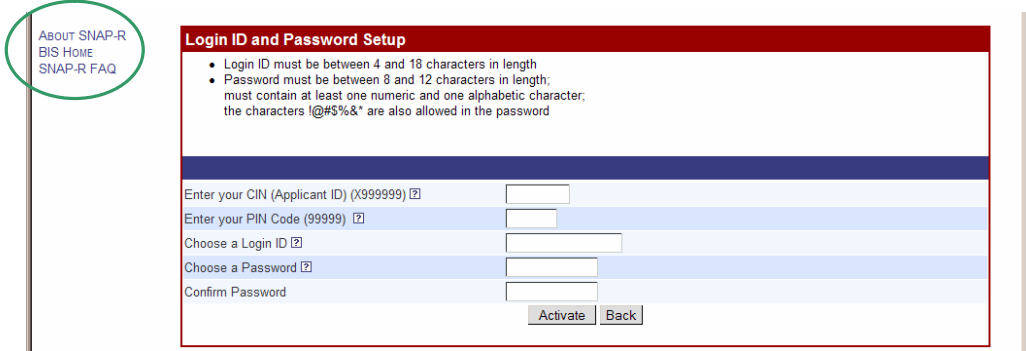 ABOUT SNAP-R
BIS HOME
SNAP-R FAQ
Login ID and Password Setup
• Login ID must be between 4 and 18 characters in length
• Password must be between 8 and 12 characters in length;
must contain at least one numeric and one alphabetic character;
the characters !@#$%&* are also allowed in the password
Enter your CIN (Applicant ID) (X999999) ?
Enter your PIN Code (99999) ?
Choose a Login ID ?
Choose a Password ?
Confirm Password
Activate Back